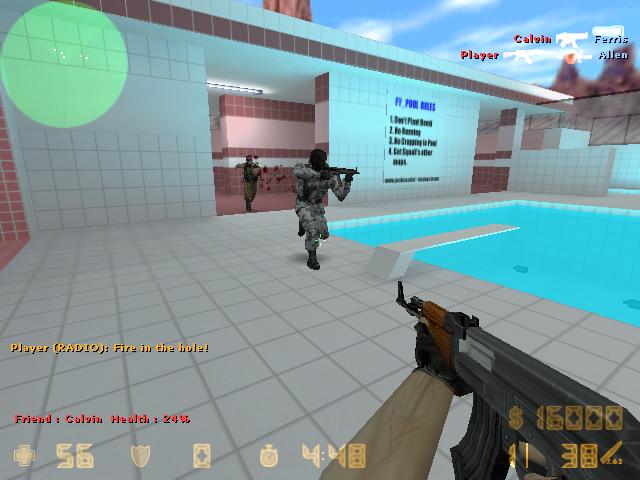 Calvin Ferris
Player Allen
FY_POOL RULES
1. Don't Plant Bomb
2. No Running
3. No Crapping in Pool
4. Get Squall's other
maps.
Player (RADIO): Fire in the hole!
Friend : Calvin Health : 24%
$ 16000
56 0 4:48 38
7.62